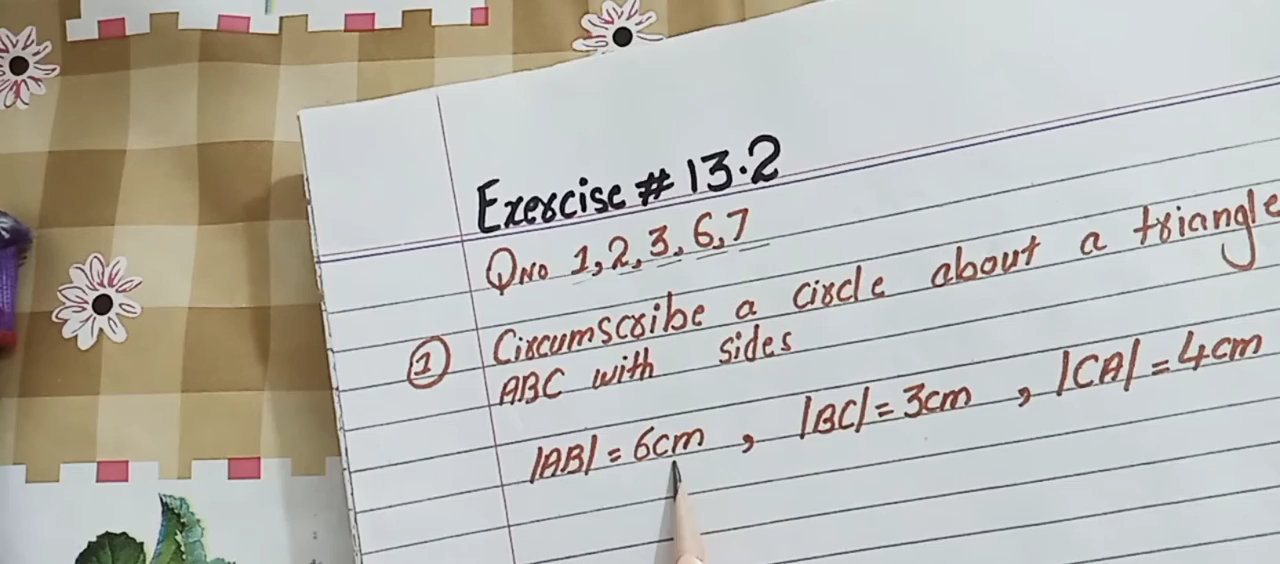 Exercise # 13.2
Q No 1,2,3,6,7
① Circumscribe a circle about a triangle
ABC with sides
|AB| = 6cm , |BC| = 3cm , |CA| = 4cm